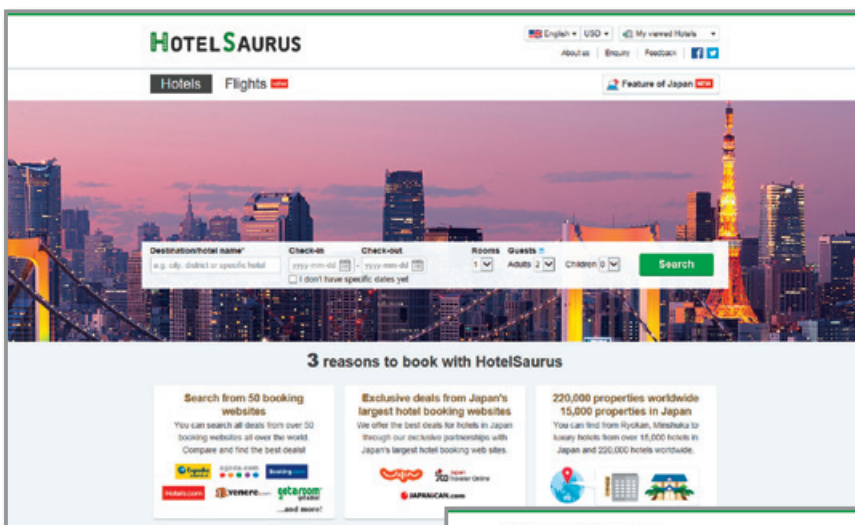 HOTELSAURUS
English USD My viewed Hotels
About us Enquiry Feedback
Hotels Flights NEW
Feature of Japan NEW
Destination/hotel name* Check-in Check-out Rooms Guests
e.g. city, district or specific hotel yyyy-mm-dd - yyyy-mm-dd 1 Adults 2 Children 0 Search
I don't have specific dates yet
3 reasons to book with HotelSaurus
Search from 50 booking
websites
You can search all deals from over 50
booking websites all over the world.
Compare and find the best deals!
Expedia agoda.com Booking.com
Hotels.com venere.com getaroom
...and more!
Exclusive deals from Japan's
largest hotel booking websites
We offer the best deals for hotels in Japan
through our exclusive partnerships with
Japan's largest hotel booking web sites.
Japan
Traveler Online
JAPANiCAN.com
220,000 properties worldwide
15,000 properties in Japan
You can find from Ryokan, Minshuku to
luxury hotels from over 15,000 hotels in
Japan and 220,000 hotels worldwide.